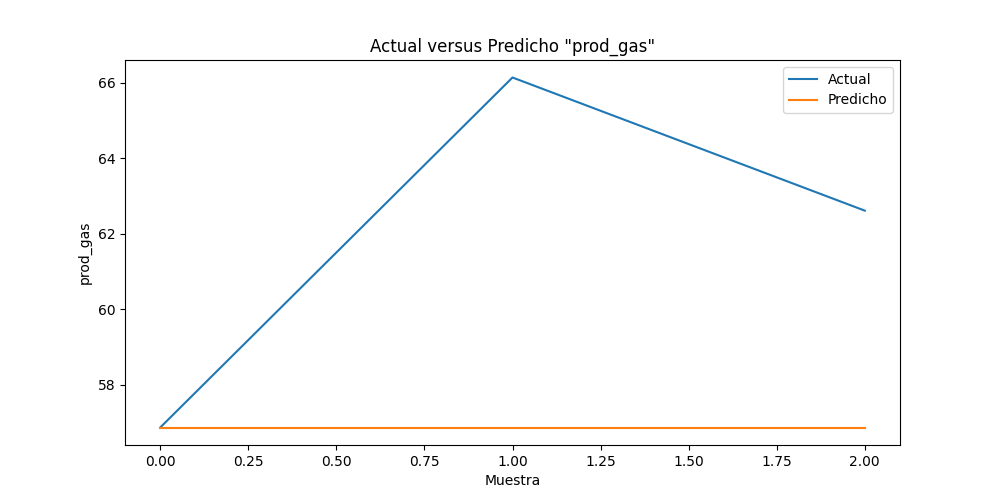 Actual versus Predicho "prod_gas"
Actual
Predicho
66
64
62
60
58
prod_gas
0.00 0.25 0.50 0.75 1.00 1.25 1.50 1.75 2.00
Muestra